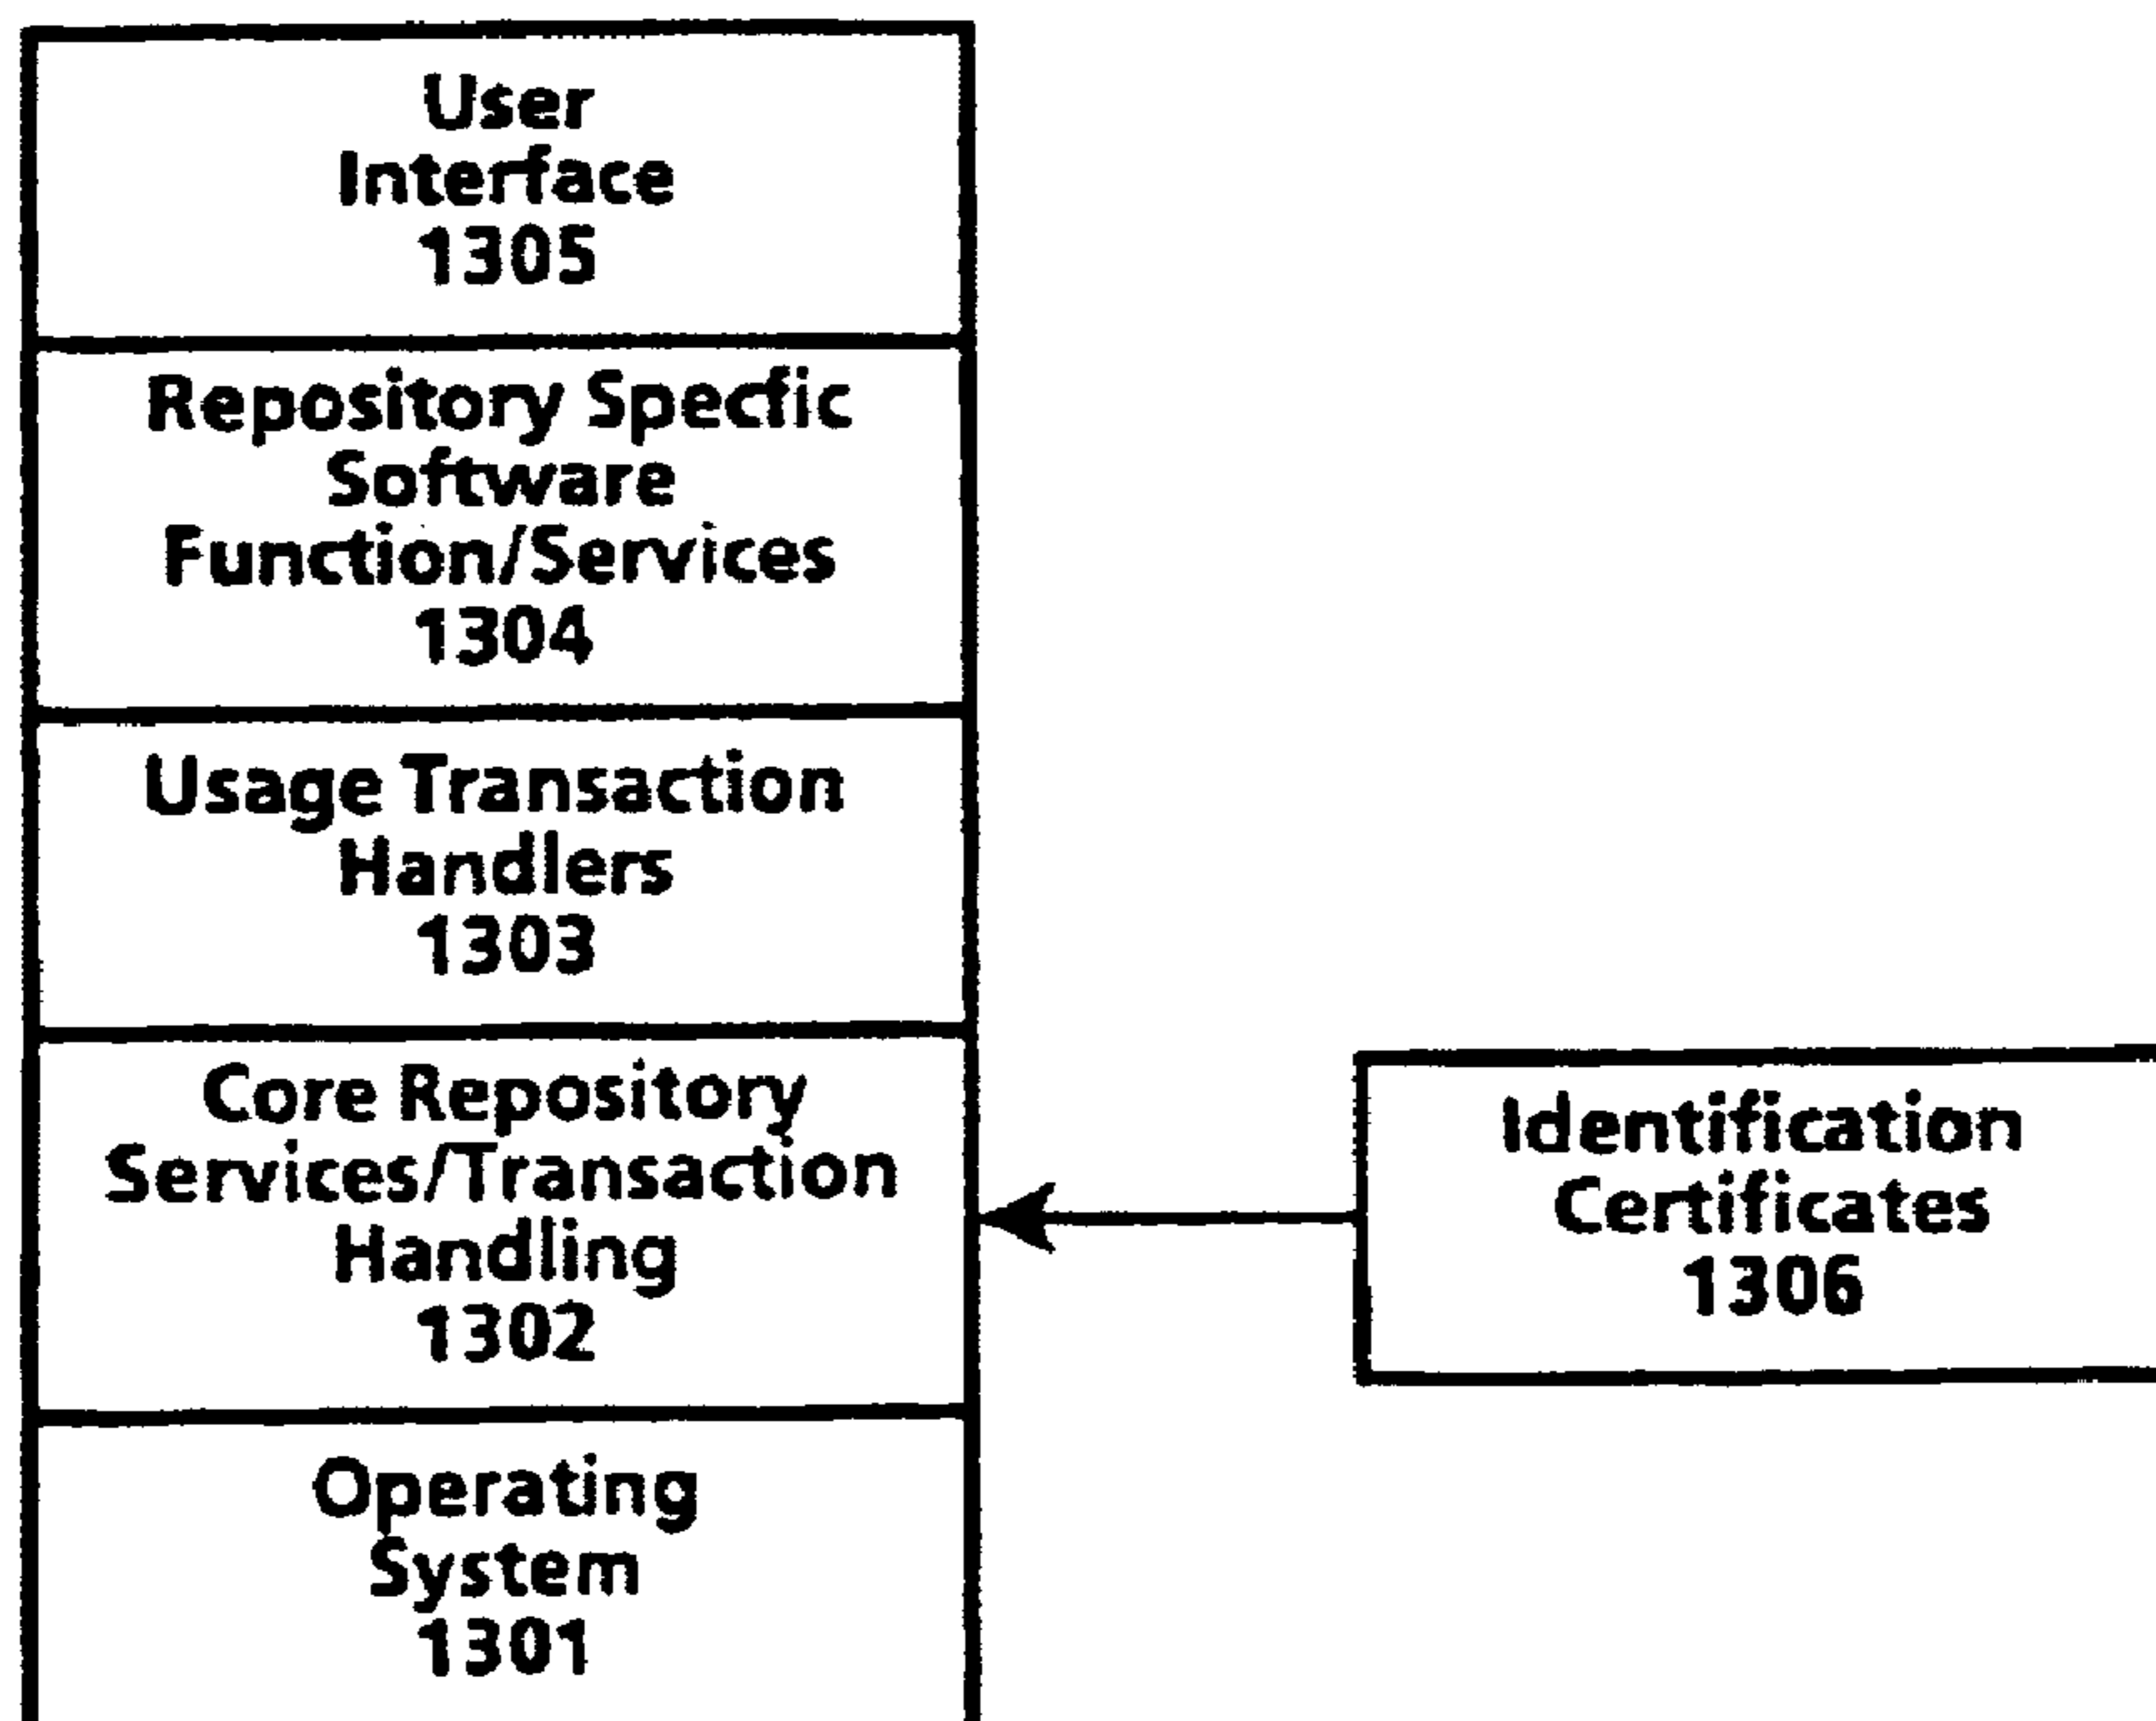 User
Interface
1305
Repository Specfic
Software
Function/Services
1304
Usage Transaction
Handlers
1303
Core Repository
Services/Transaction
Handling
1302
Operating
System
1301
Identification
Certificates
1306